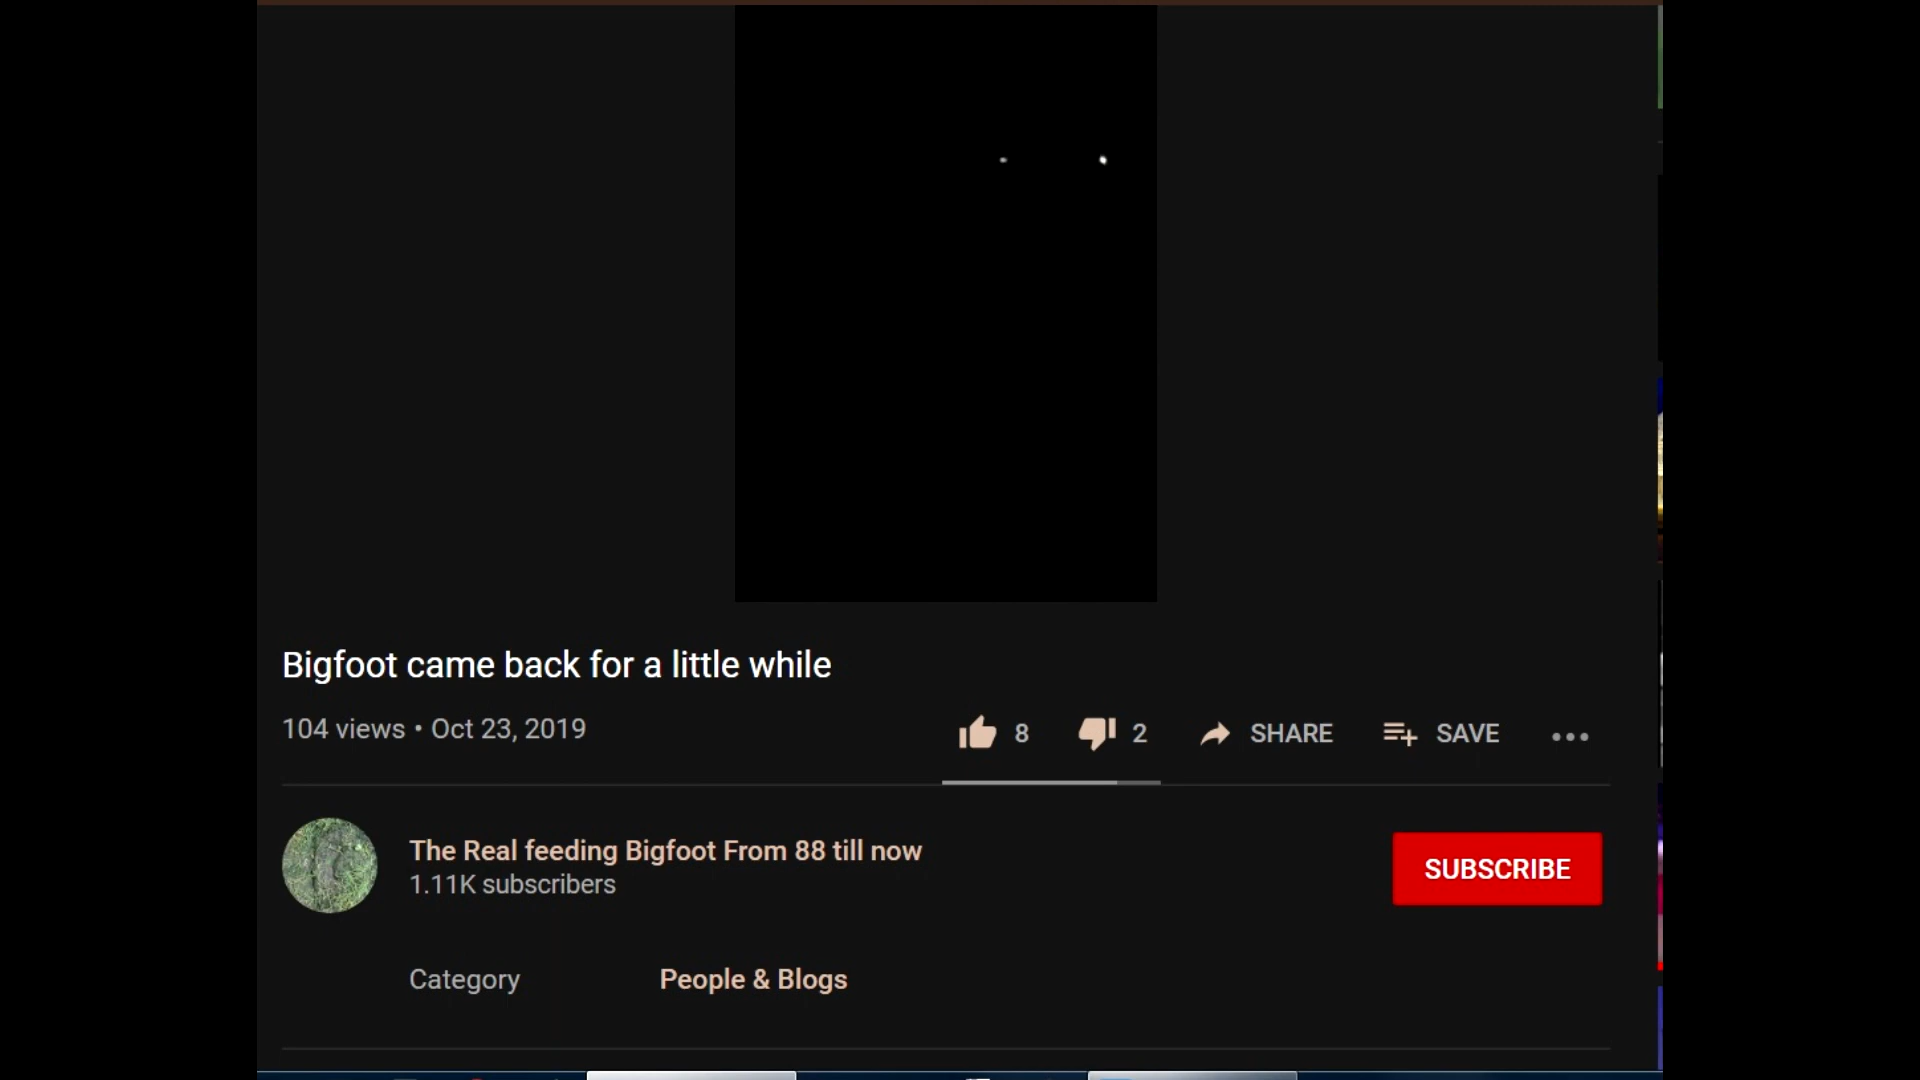 Bigfoot came back for a little while
104 views • Oct 23, 2019
8
2
SHARE
SAVE
The Real feeding Bigfoot From 88 till now
1.11K subscribers
SUBSCRIBE
Category
People & Blogs